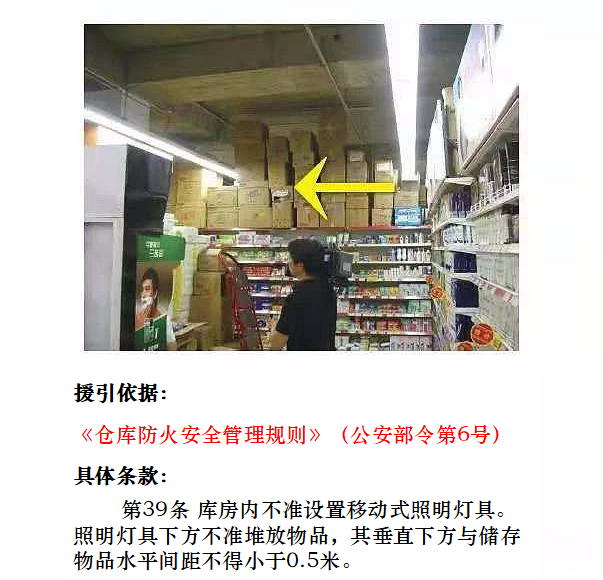 援引依据：
《仓库防火安全管理规则》（公安部令第6号）
具体条款：
第39条 库房内不准设置移动式照明灯具。
照明灯具下方不准堆放物品，其垂直下方与储存
物品水平间距不得小于0.5米。